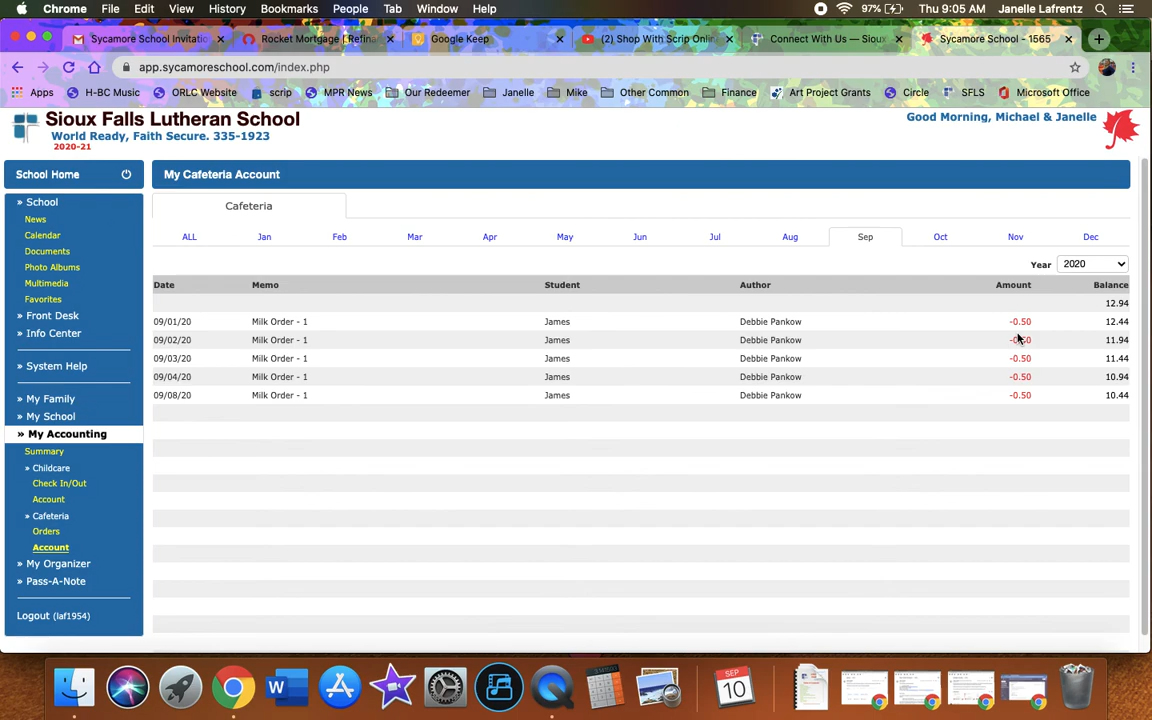 Chrome File Edit View History Bookmarks People Tab Window Help 97% Thu 9:05 AM Janelle Lafrentz
Sycamore School Invitatio Rocket Mortgage | Refina Google Keep (2) Shop With Scrip Onlin Connect With Us — Sioux Sycamore School - 1565
app.sycamoreschool.com/index.php
Apps H-BC Music ORLC Website scrip MPR News Our Redeemer Janelle Mike Other Common Finance Art Project Grants Circle SFLS Microsoft Office
Sioux Falls Lutheran School
World Ready, Faith Secure. 335-1923
2020-21
Good Morning, Michael & Janelle
School Home
» School
News
Calendar
Documents
Photo Albums
Multimedia
Favorites
» Front Desk
» Info Center
» System Help
» My Family
» My School
» My Accounting
Summary
» Childcare
Check In/Out
Account
» Cafeteria
Orders
Account
» My Organizer
» Pass-A-Note
Logout (laf1954)
My Cafeteria Account
Cafeteria
ALL Jan Feb Mar Apr May Jun Jul Aug Sep Oct Nov Dec
Year 2020
Date Memo Student Author Amount Balance
12.94
09/01/20 Milk Order - 1 James Debbie Pankow -0.50 12.44
09/02/20 Milk Order - 1 James Debbie Pankow -0.50 11.94
09/03/20 Milk Order - 1 James Debbie Pankow -0.50 11.44
09/04/20 Milk Order - 1 James Debbie Pankow -0.50 10.94
09/08/20 Milk Order - 1 James Debbie Pankow -0.50 10.44
SEP
10